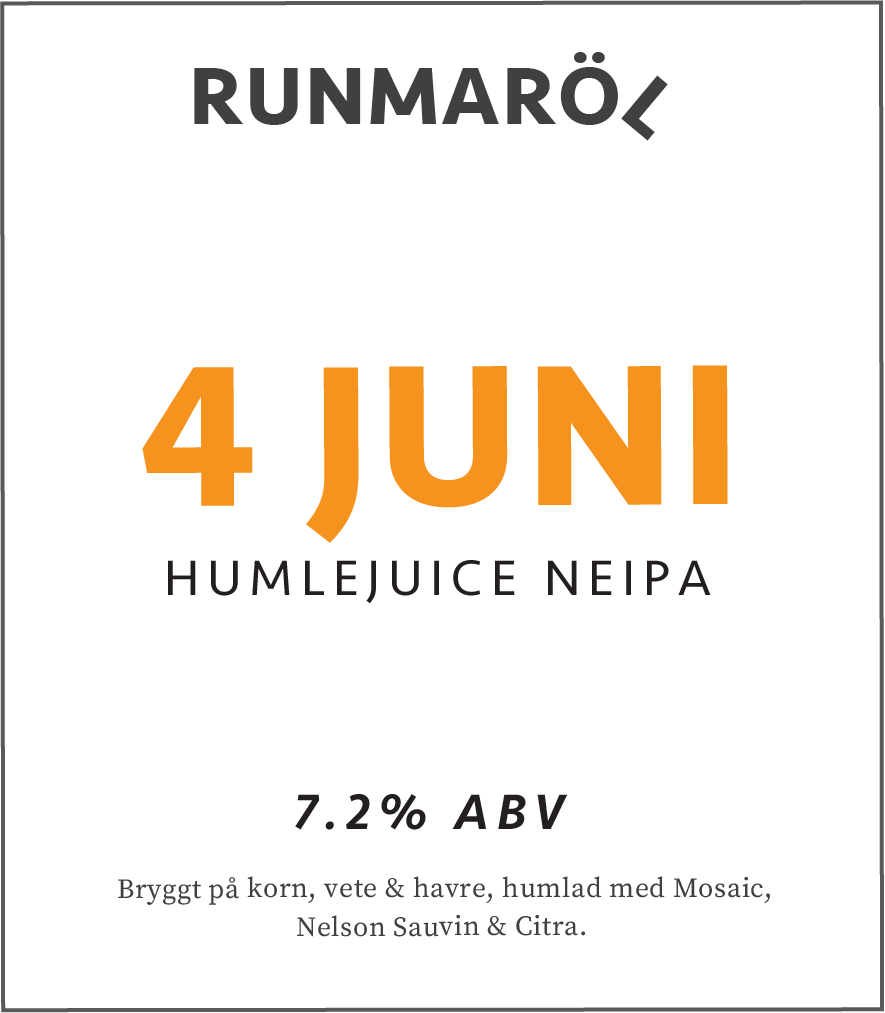 RUNMARÖL
4 JUNI
HUMLEJUICE NEIPA
7.2% ABV
Bryggt på korn, vete & havre, humlad med Mosaic,
Nelson Sauvin & Citra.